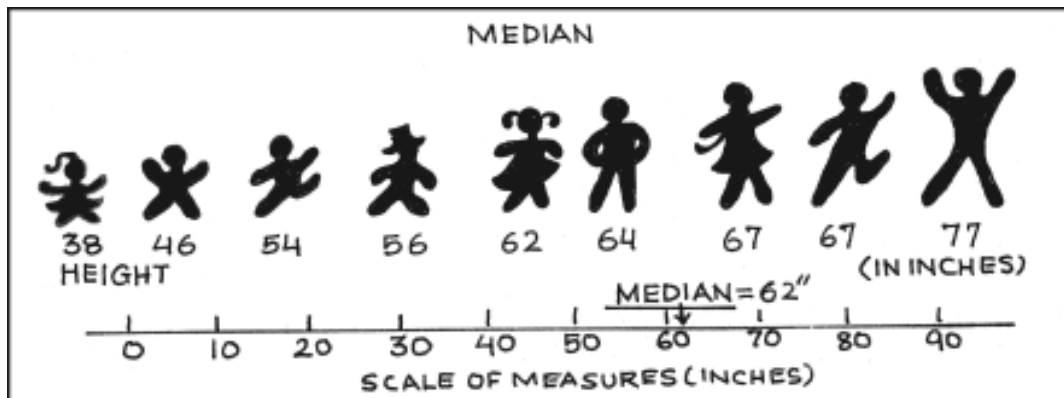 MEDIAN
38 46 54 56 62 64 67 67 77
HEIGHT (IN INCHES)
MEDIAN = 62"
0 10 20 30 40 50 60 70 80 90
SCALE OF MEASURES (INCHES)